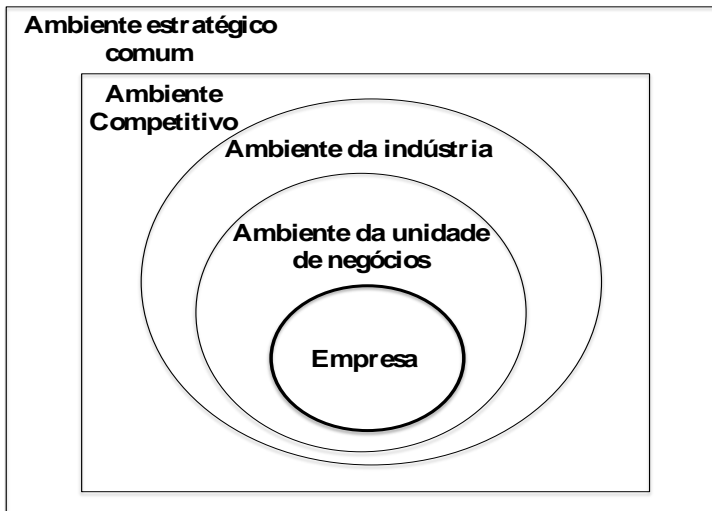 Ambiente estratégico
comum
Ambiente
Competitivo
Ambiente da indústria
Ambiente da unidade
de negócios
Empresa